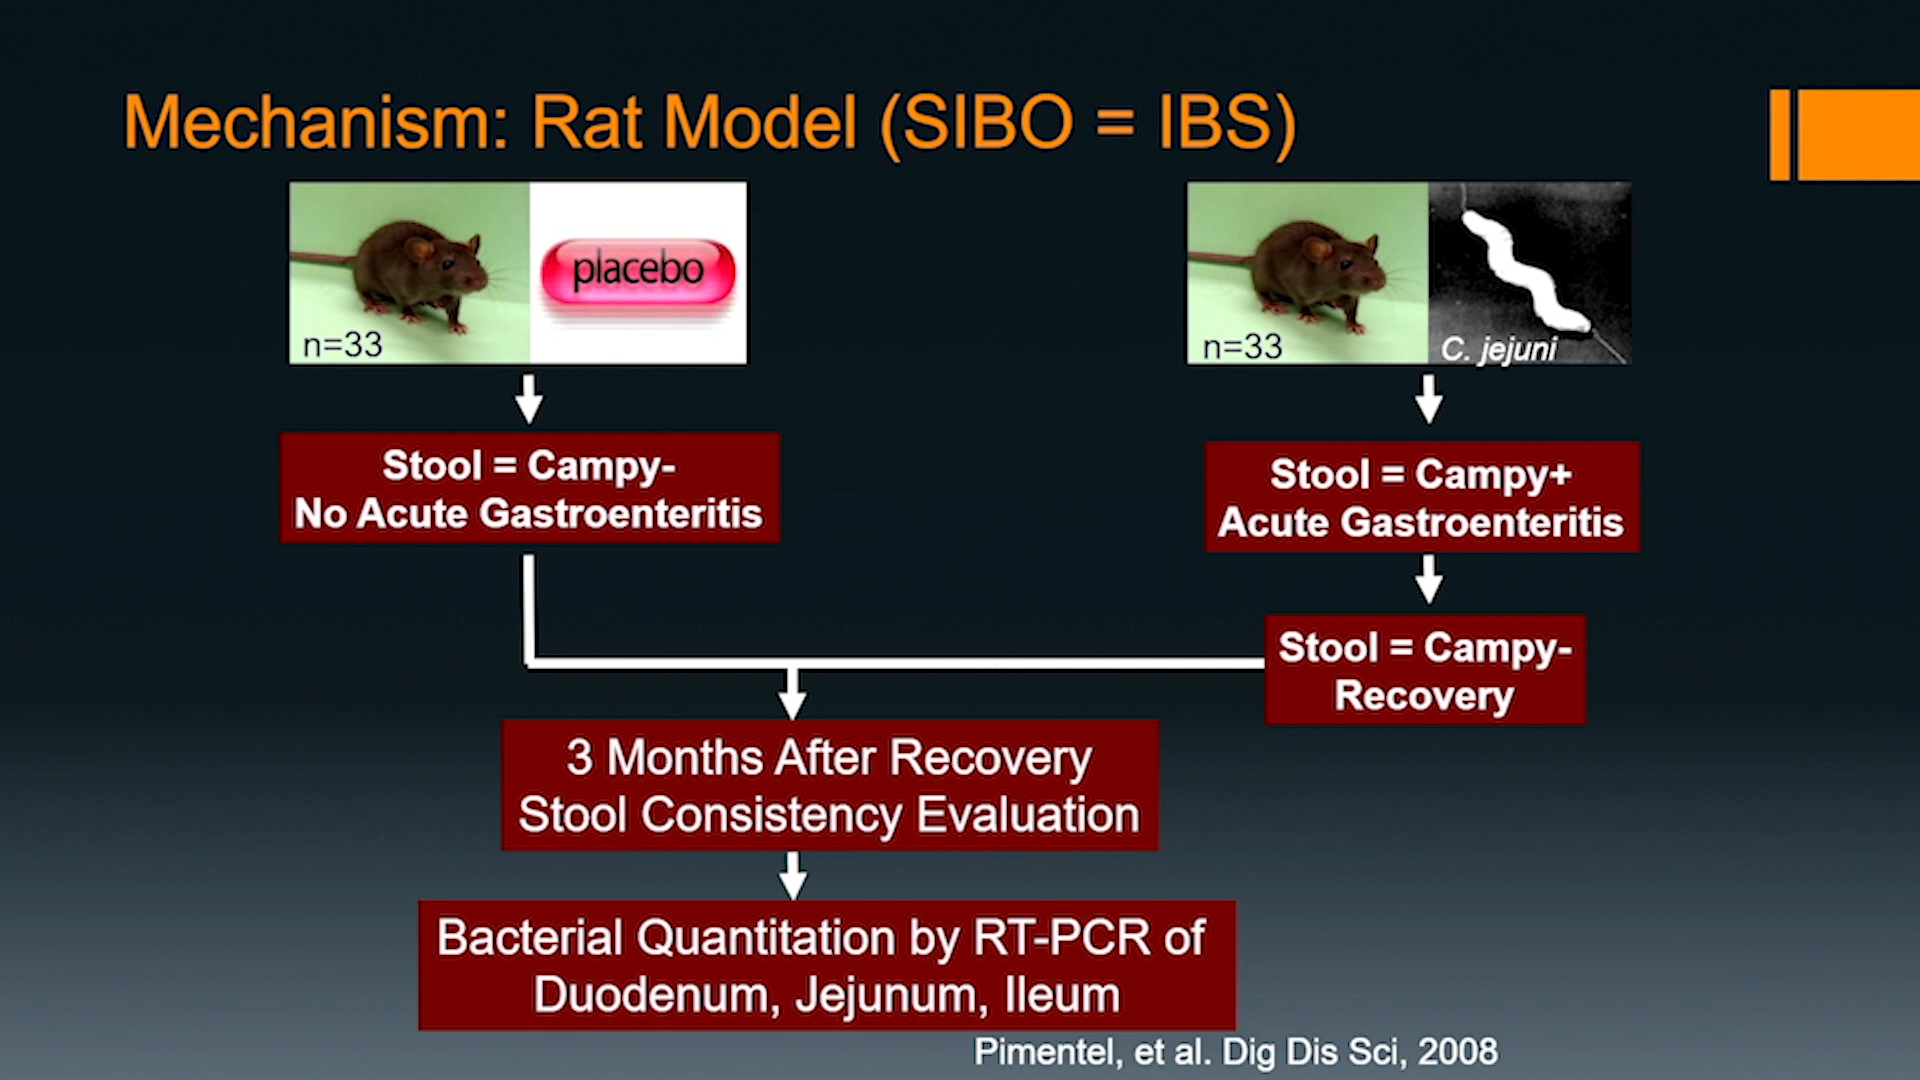 Mechanism: Rat Model (SIBO = IBS)
n=33
placebo
n=33
C. jejuni
Stool = Campy-
No Acute Gastroenteritis
Stool = Campy+
Acute Gastroenteritis
Stool = Campy-
Recovery
3 Months After Recovery
Stool Consistency Evaluation
Bacterial Quantitation by RT-PCR of
Duodenum, Jejunum, Ileum
Pimentel, et al. Dig Dis Sci, 2008